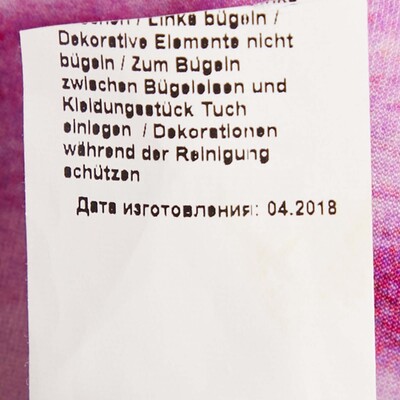 / Links bügeln /
Dekorative Elemente nicht
bügeln / Zum Bügeln
zwischen Bügeleisen und
Kleidungsstück Tuch
einlegen / Dekorationen
während der Reinigung
schützen
Дата изготовления: 04.2018